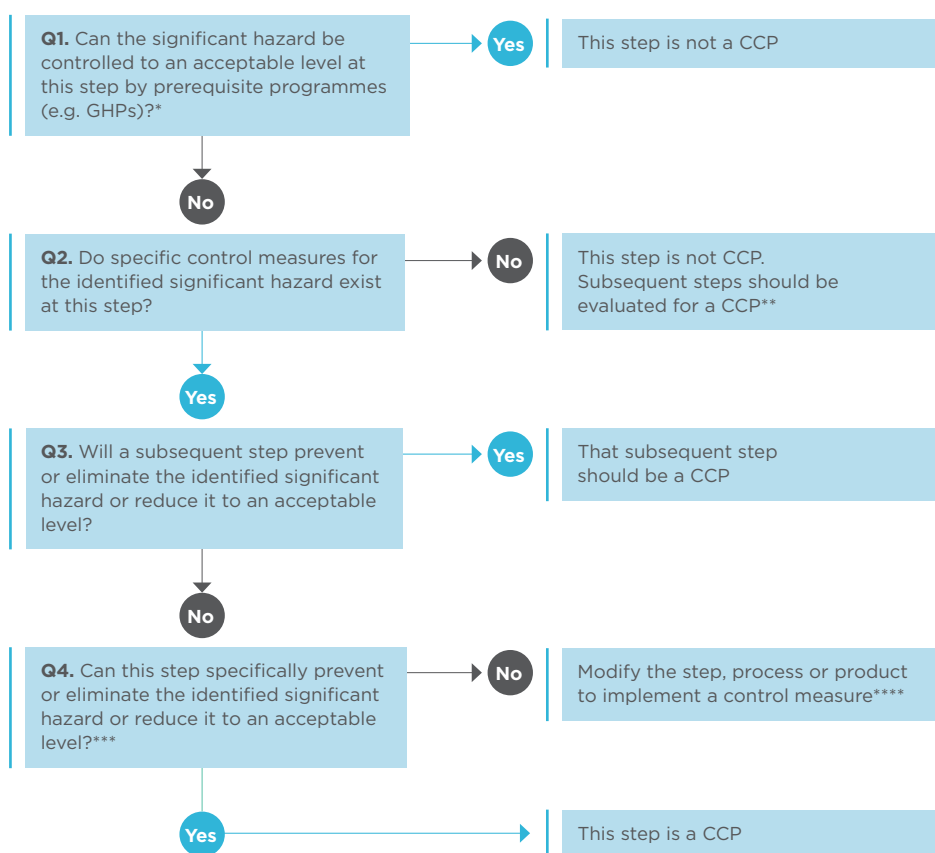 Q1. Can the significant hazard be
controlled to an acceptable level at
this step by prerequisite programmes
(e.g. GHPs)?*
Yes
This step is not a CCP
No
Q2. Do specific control measures for
the identified significant hazard exist
at this step?
No
This step is not CCP.
Subsequent steps should be
evaluated for a CCP**
Yes
Q3. Will a subsequent step prevent
or eliminate the identified significant
hazard or reduce it to an acceptable
level?
Yes
That subsequent step
should be a CCP
No
Q4. Can this step specifically prevent
or eliminate the identified significant
hazard or reduce it to an acceptable
level?***
No
Modify the step, process or product
to implement a control measure****
Yes
This step is a CCP